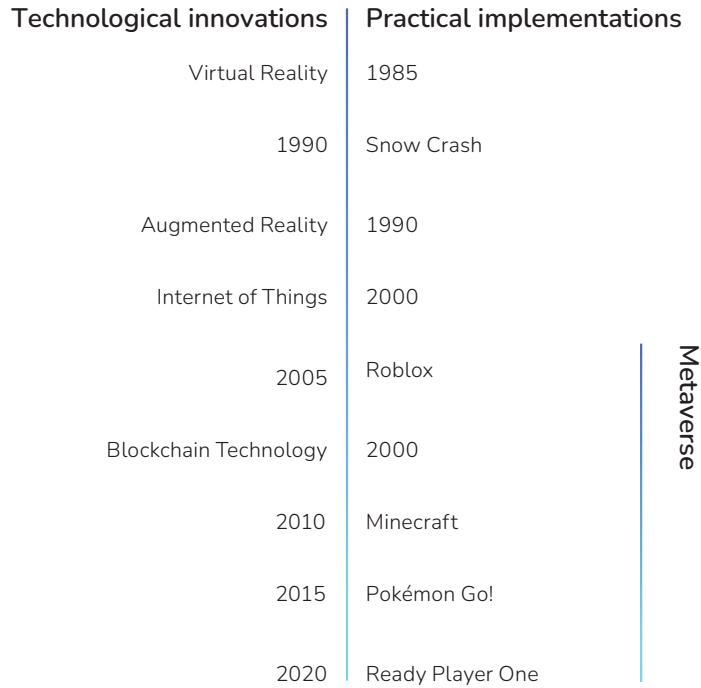 Technological innovations Practical implementations
Virtual Reality 1985
1990 Snow Crash
Augmented Reality 1990
Internet of Things 2000
2005 Roblox
Blockchain Technology 2000
2010 Minecraft
2015 Pokémon Go!
2020 Ready Player One
Metaverse